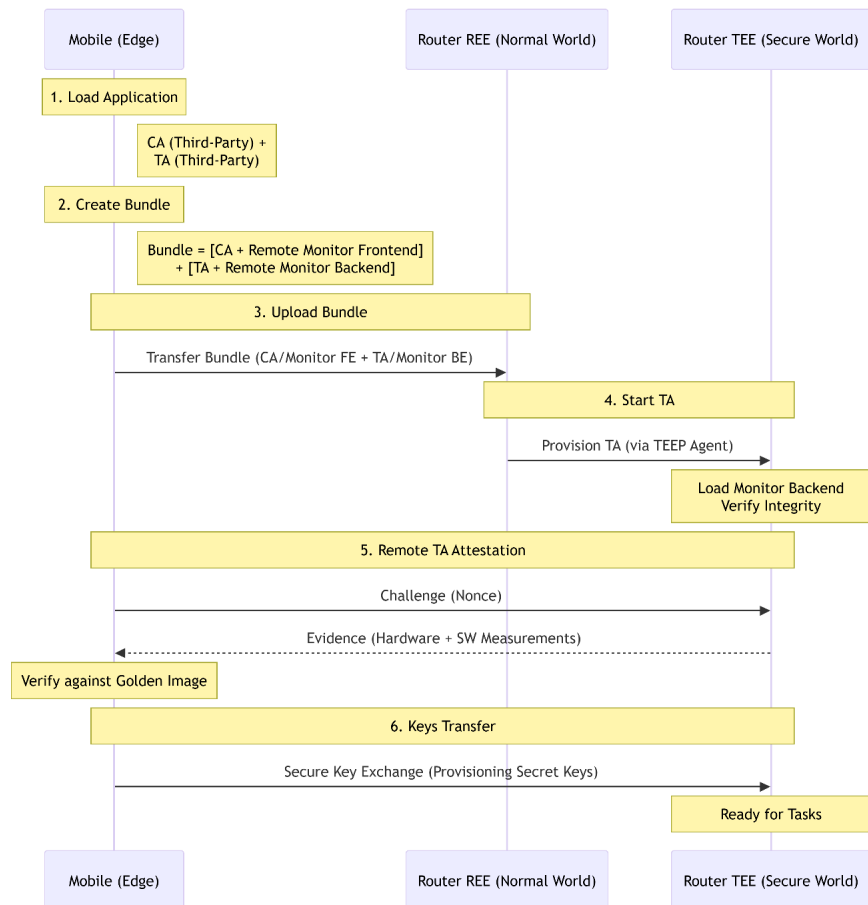 Mobile (Edge)
Router REE (Normal World)
Router TEE (Secure World)
1. Load Application
CA (Third-Party) +
TA (Third-Party)
2. Create Bundle
Bundle = [CA + Remote Monitor Frontend]
+ [TA + Remote Monitor Backend]
3. Upload Bundle
Transfer Bundle (CA/Monitor FE + TA/Monitor BE)
4. Start TA
Provision TA (via TEEP Agent)
Load Monitor Backend
Verify Integrity
5. Remote TA Attestation
Challenge (Nonce)
Evidence (Hardware + SW Measurements)
Verify against Golden Image
6. Keys Transfer
Secure Key Exchange (Provisioning Secret Keys)
Ready for Tasks
Mobile (Edge)
Router REE (Normal World)
Router TEE (Secure World)